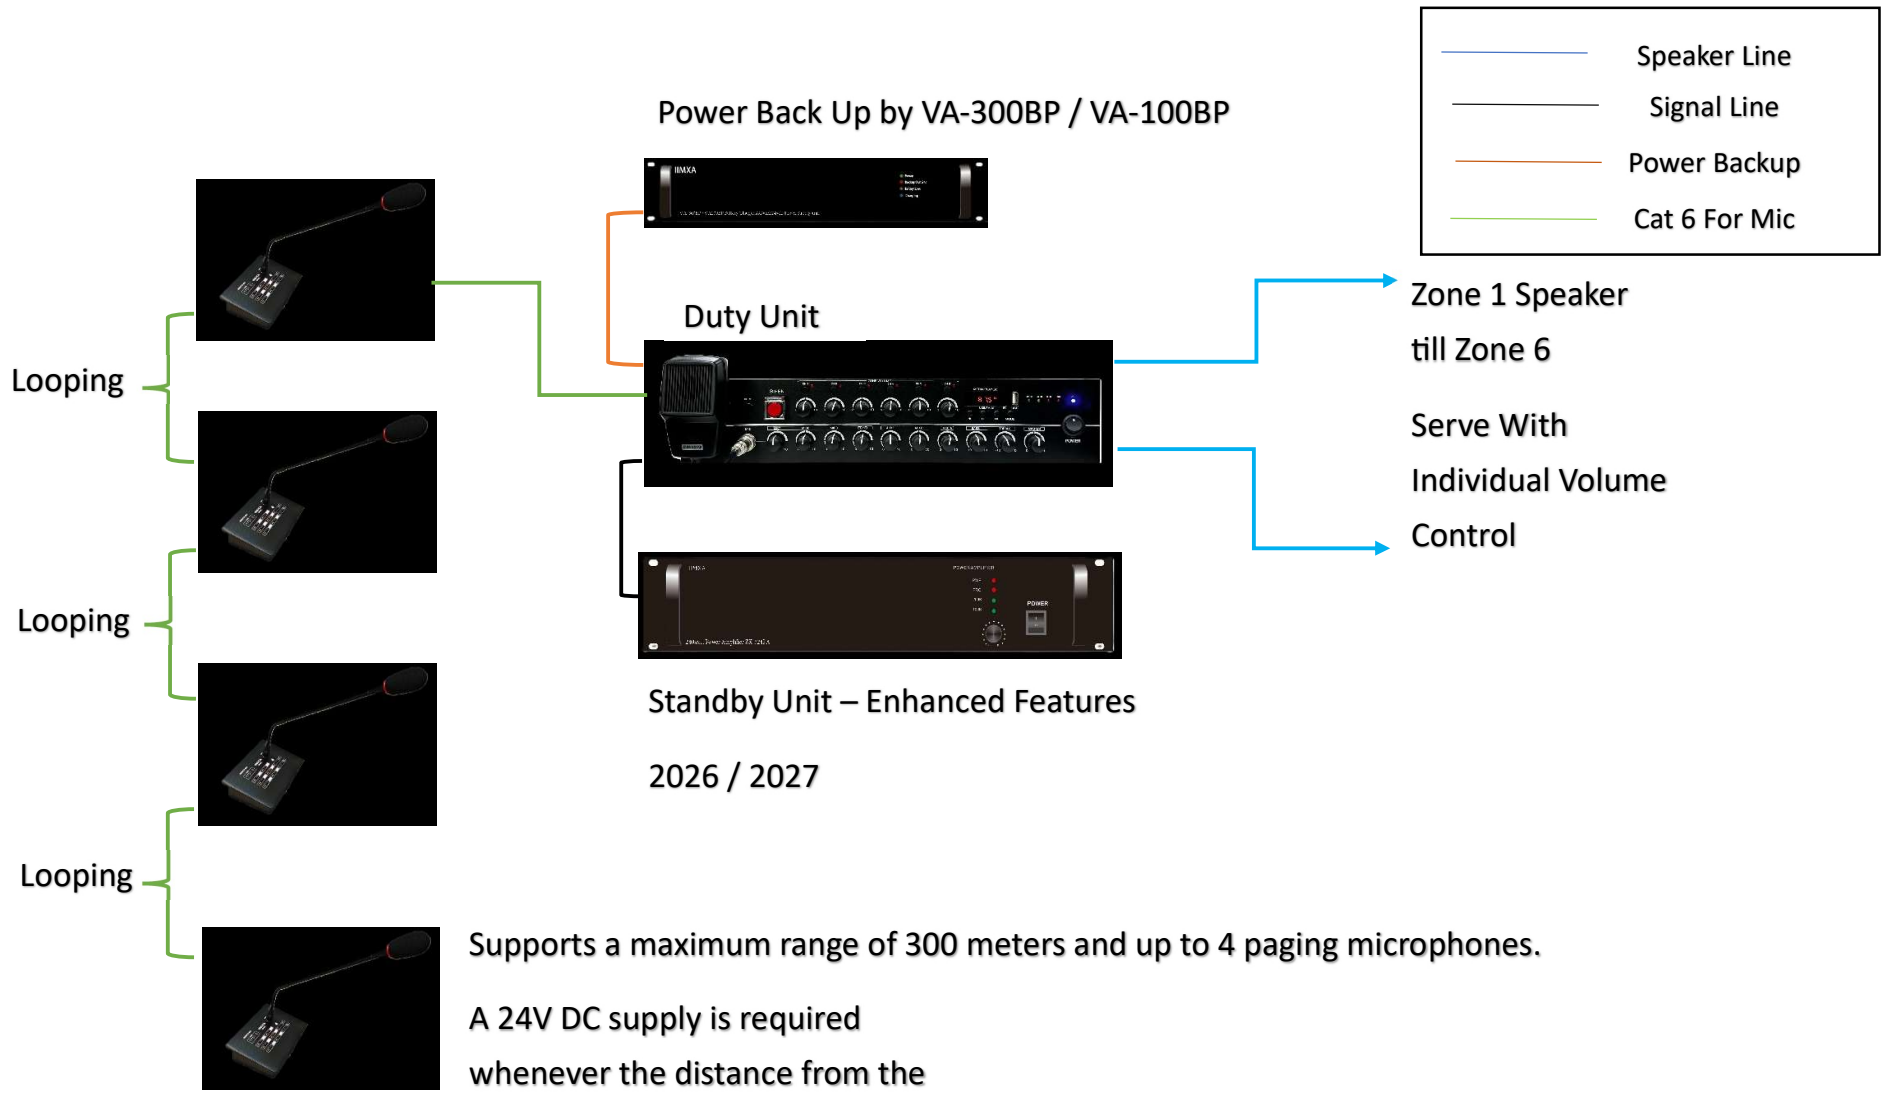 Speaker Line
Signal Line
Power Backup
Cat 6 For Mic
Power Back Up by VA-300BP / VA-100BP
IIMXA
Duty Unit
Zone 1 Speaker
till Zone 6
Serve With
Individual Volume
Control
Looping
Looping
Looping
POWER
POWER
Standby Unit – Enhanced Features
2026 / 2027
Supports a maximum range of 300 meters and up to 4 paging microphones.
A 24V DC supply is required
whenever the distance from the